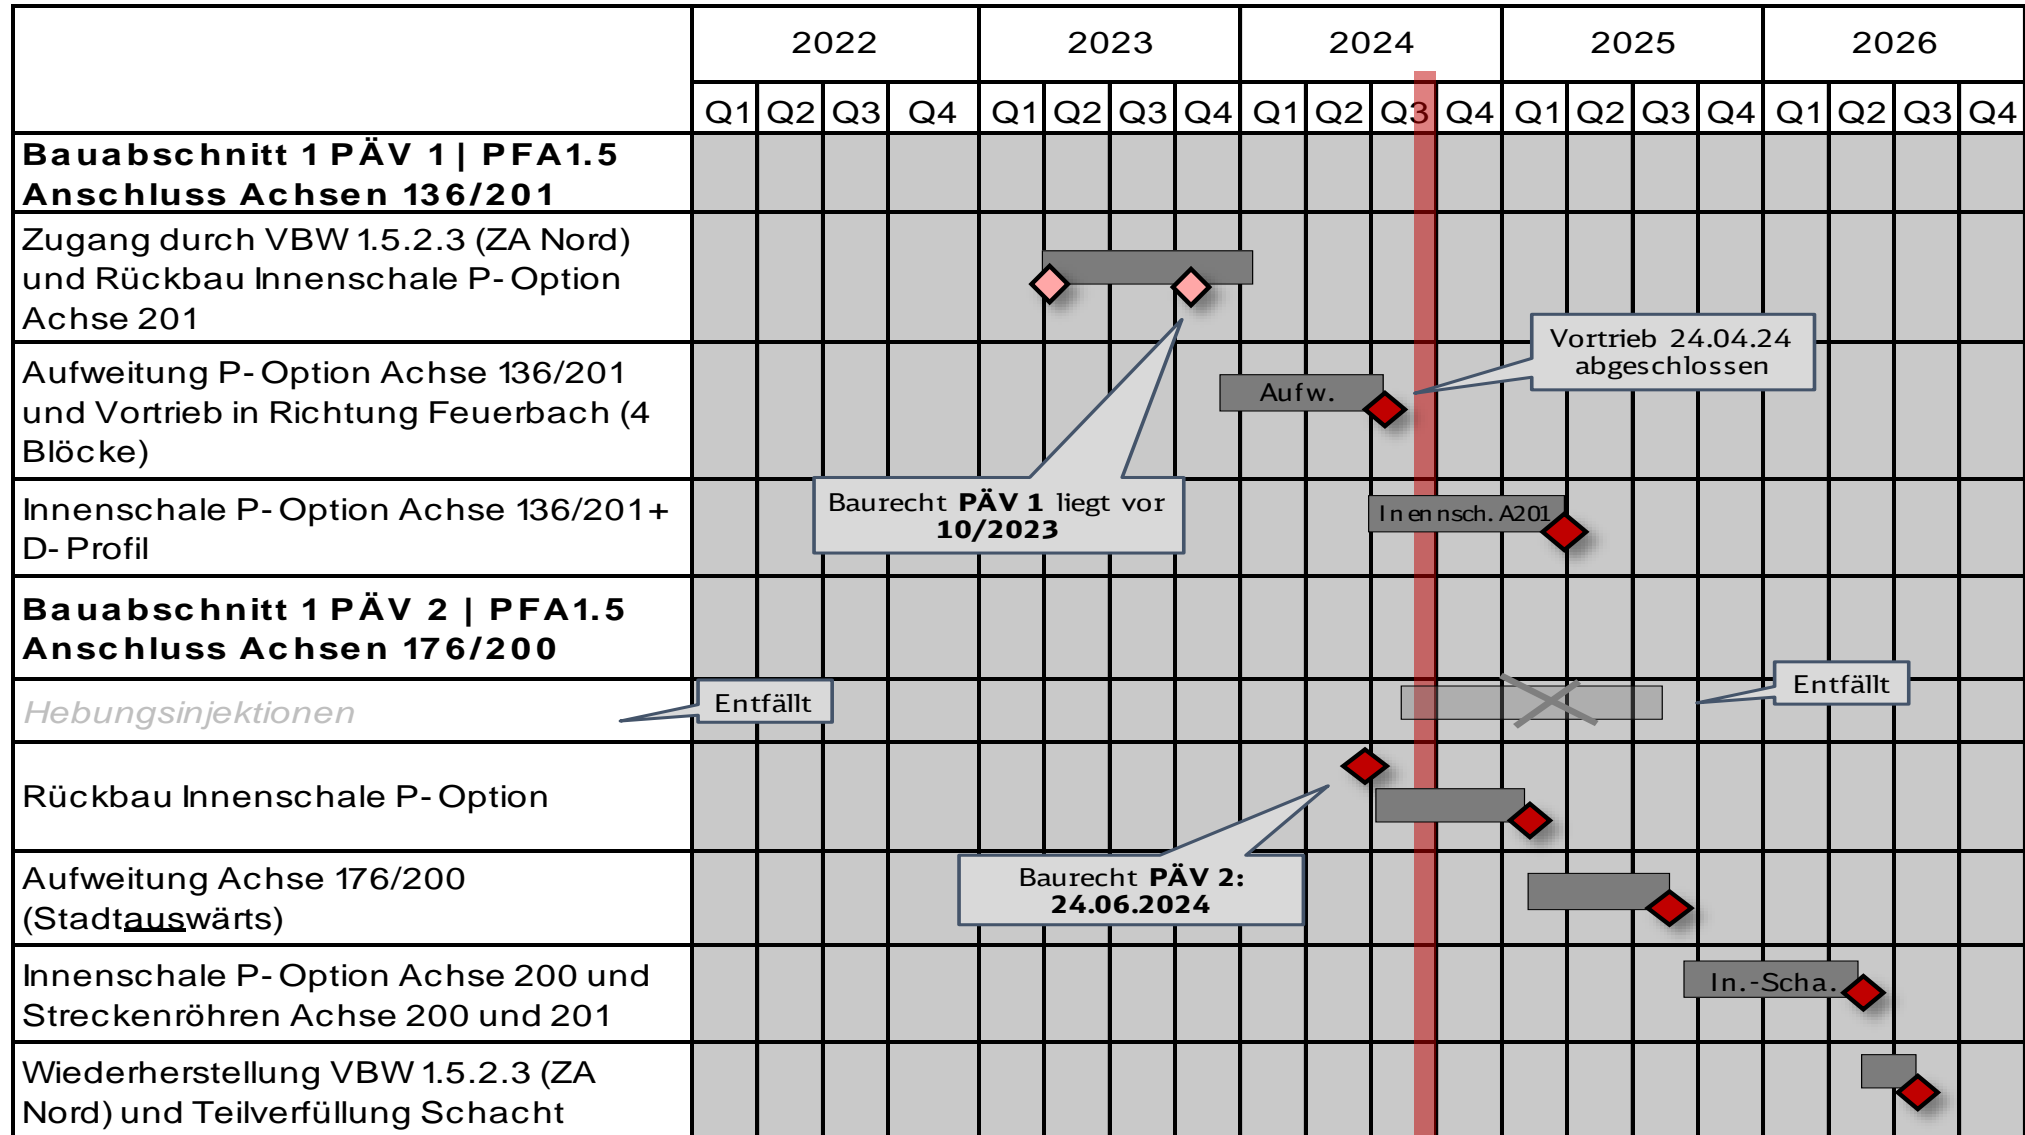 2022 2023 2024 2025 2026
Q1 Q2 Q3 Q4 Q1 Q2 Q3 Q4 Q1 Q2 Q3 Q4 Q1 Q2 Q3 Q4 Q1 Q2 Q3 Q4
Bauabschnitt 1 PÄV 1 | PFA1.5
Anschluss Achsen 136/201
Zugang durch VBW 1.5.2.3 (ZA Nord)
und Rückbau Innenschale P-Option
Achse 201
Vortrieb 24.04.24
abgeschlossen
Aufweitung P-Option Achse 136/201
und Vortrieb in Richtung Feuerbach (4
Blöcke)
Aufw.
Innenschale P-Option Achse 136/201+
D-Profil
Baurecht PÄV 1 liegt vor
10/2023
Inennsch. A201
Bauabschnitt 1 PÄV 2 | PFA1.5
Anschluss Achsen 176/200
Hebungsinjektionen
Entfällt
Entfällt
Rückbau Innenschale P-Option
Baurecht PÄV 2:
24.06.2024
Aufweitung Achse 176/200
(Stadtauswärts)
Innenschale P-Option Achse 200 und
Streckenröhren Achse 200 und 201
In.-Scha.
Wiederherstellung VBW 1.5.2.3 (ZA
Nord) und Teilverfüllung Schacht